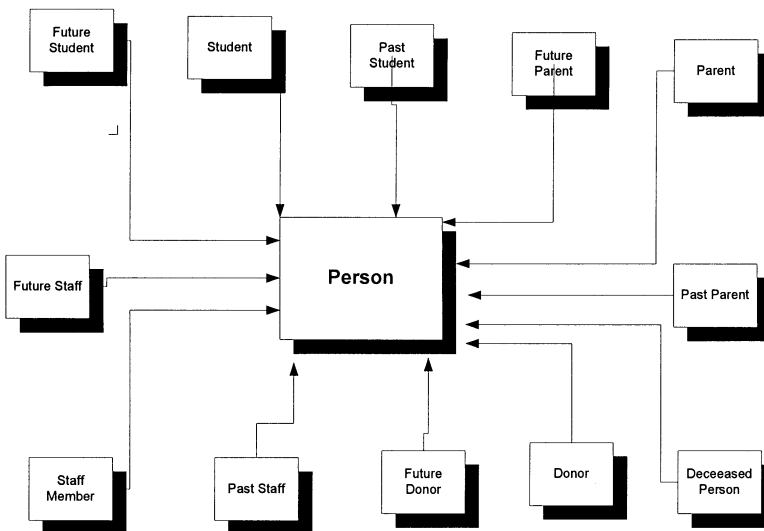 Future
Student
Student
Past
Student
Future
Parent
Parent
Person
Future Staff
Past Parent
Staff
Member
Past Staff
Future
Donor
Donor
Deceeased
Person